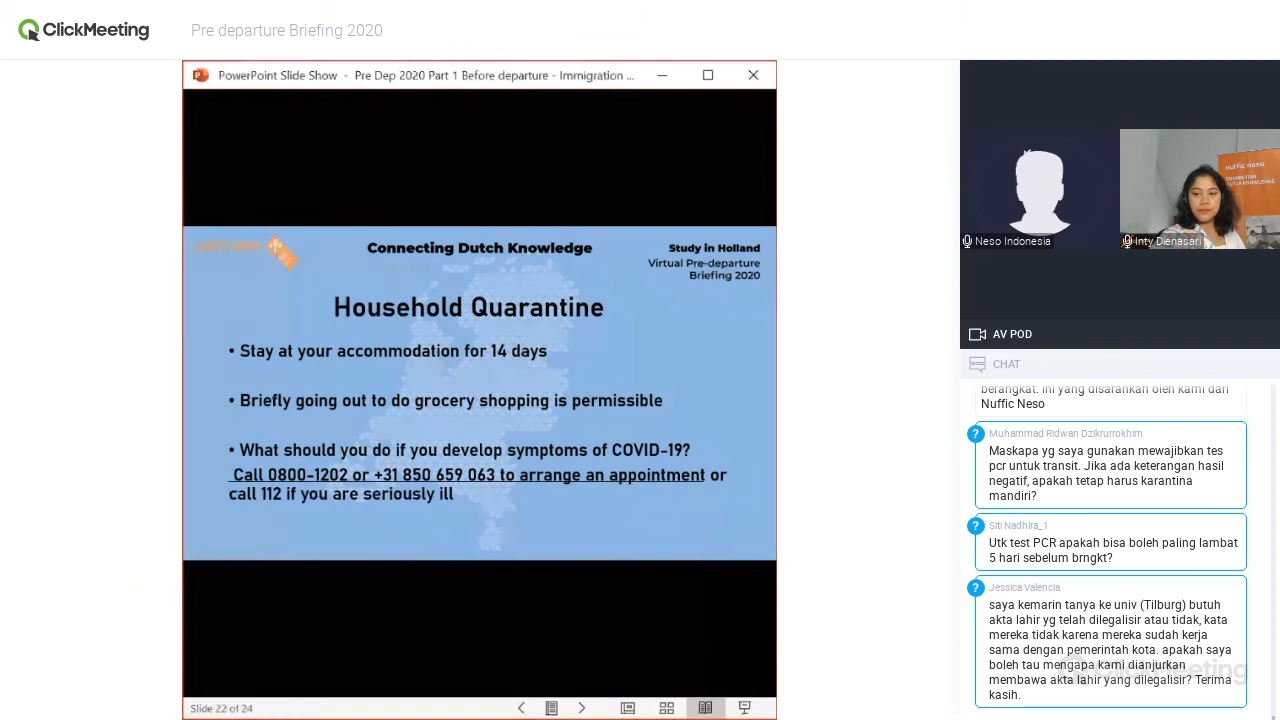 ClickMeeting
Pre departure Briefing 2020
PowerPoint Slide Show - Pre Dep 2020 Part 1 Before departure - Immigration ...
Connecting Dutch Knowledge
Study in Holland
Virtual Pre-departure
Briefing 2020
Household Quarantine
• Stay at your accommodation for 14 days
• Briefly going out to do grocery shopping is permissible
• What should you do if you develop symptoms of COVID-19?
Call 0800-1202 or +31 850 659 063 to arrange an appointment or
call 112 if you are seriously ill
Slide 22 of 24
nuffic neso
CONNECTING
DUTCH KNOWLEDGE
Neso Indonesia
Inty Dienasari
AV POD
CHAT
berangkat. Ini yang disarankan oleh kami dari
Nuffic Neso
? Muhammad Ridwan Dzikrurrokhim
Maskapa yg saya gunakan mewajibkan tes
pcr untuk transit. Jika ada keterangan hasil
negatif, apakah tetap harus karantina
mandiri?
? Siti Nadhira_1
Utk test PCR apakah bisa boleh paling lambat
5 hari sebelum brngkt?
? Jessica Valencia
saya kemarin tanya ke univ (Tilburg) butuh
akta lahir yg telah dilegalisir atau tidak, kata
mereka tidak karena mereka sudah kerja
sama dengan pemerintah kota. apakah saya
boleh tau mengapa kami dianjurkan
membawa akta lahir yang dilegalisir? Terima
kasih.
ClickMeeting